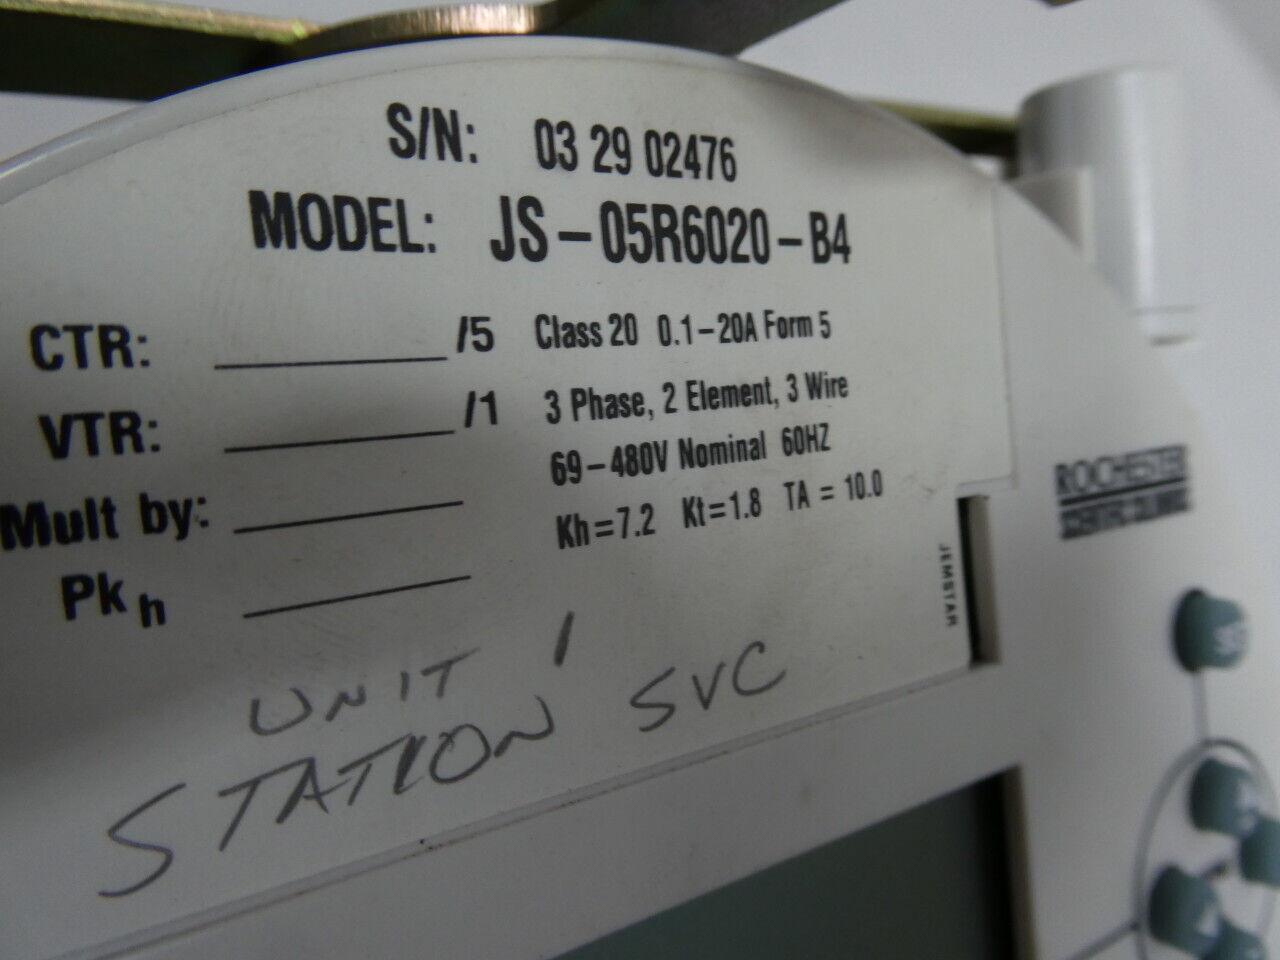 S/N: 03 29 02476
MODEL: JS-05R6020-B4
CTR: /5 Class 20 0.1-20A Form 5
VTR: /1 3 Phase, 2 Element, 3 Wire
69-480V Nominal 60HZ
Mult by:
Kh=7.2 Kt=1.8 TA = 10.0
Pk h
JEMSTAR
UNIT 1
STATION SVC
ROCHESTER